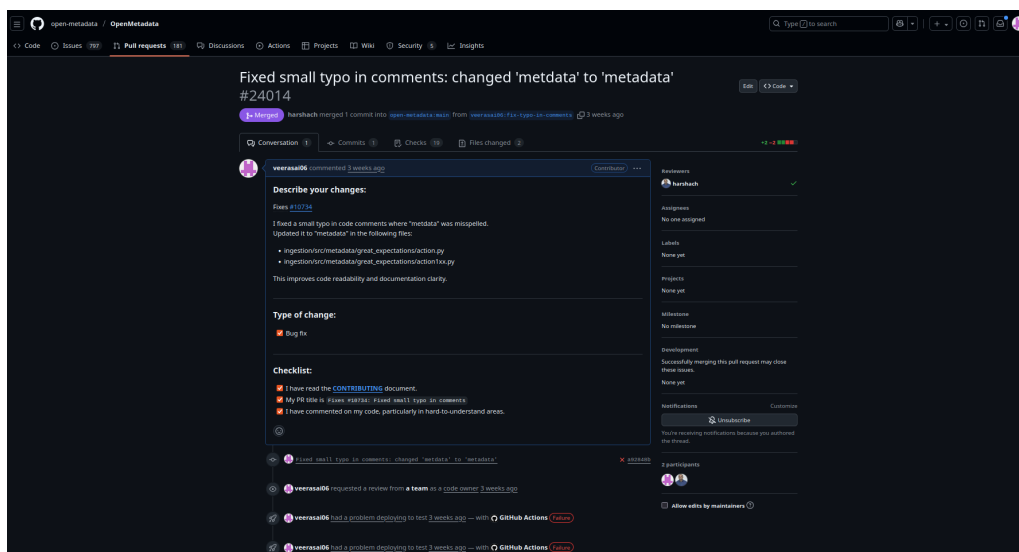 open-metadata / OpenMetadata
Type / to search
Code Issues 797 Pull requests 181 Discussions Actions Projects Wiki Security 5 Insights
Fixed small typo in comments: changed 'metdata' to 'metadata'
#24014
Edit Code
Merged harshach merged 1 commit into open-metadata:main from veerasai06:fix-typo-in-comments 3 weeks ago
Conversation 1 Commits 1 Checks 19 Files changed 2 +2 -2
veerasai06 commented 3 weeks ago Contributor
Describe your changes:
Fixes #10734
I fixed a small typo in code comments where "metdata" was misspelled.
Updated it to "metadata" in the following files:
• ingestion/src/metadata/great_expectations/action.py
• ingestion/src/metadata/great_expectations/action1xx.py
This improves code readability and documentation clarity.
Type of change:
Bug fix
Checklist:
I have read the CONTRIBUTING document.
My PR title is Fixes #10734: Fixed small typo in comments
I have commented on my code, particularly in hard-to-understand areas.
Fixed small typo in comments: changed 'metdata' to 'metadata'
veerasai06 requested a review from a team as a code owner 3 weeks ago
veerasai06 had a problem deploying to test 3 weeks ago — with GitHub Actions Failure
veerasai06 had a problem deploying to test 3 weeks ago — with GitHub Actions Failure
Reviewers
harshach
Assignees
No one assigned
Labels
None yet
Projects
None yet
Milestone
No milestone
Development
Successfully merging this pull request may close
these issues.
None yet
Notifications Customize
Unsubscribe
You're receiving notifications because you authored
the thread.
2 participants
Allow edits by maintainers